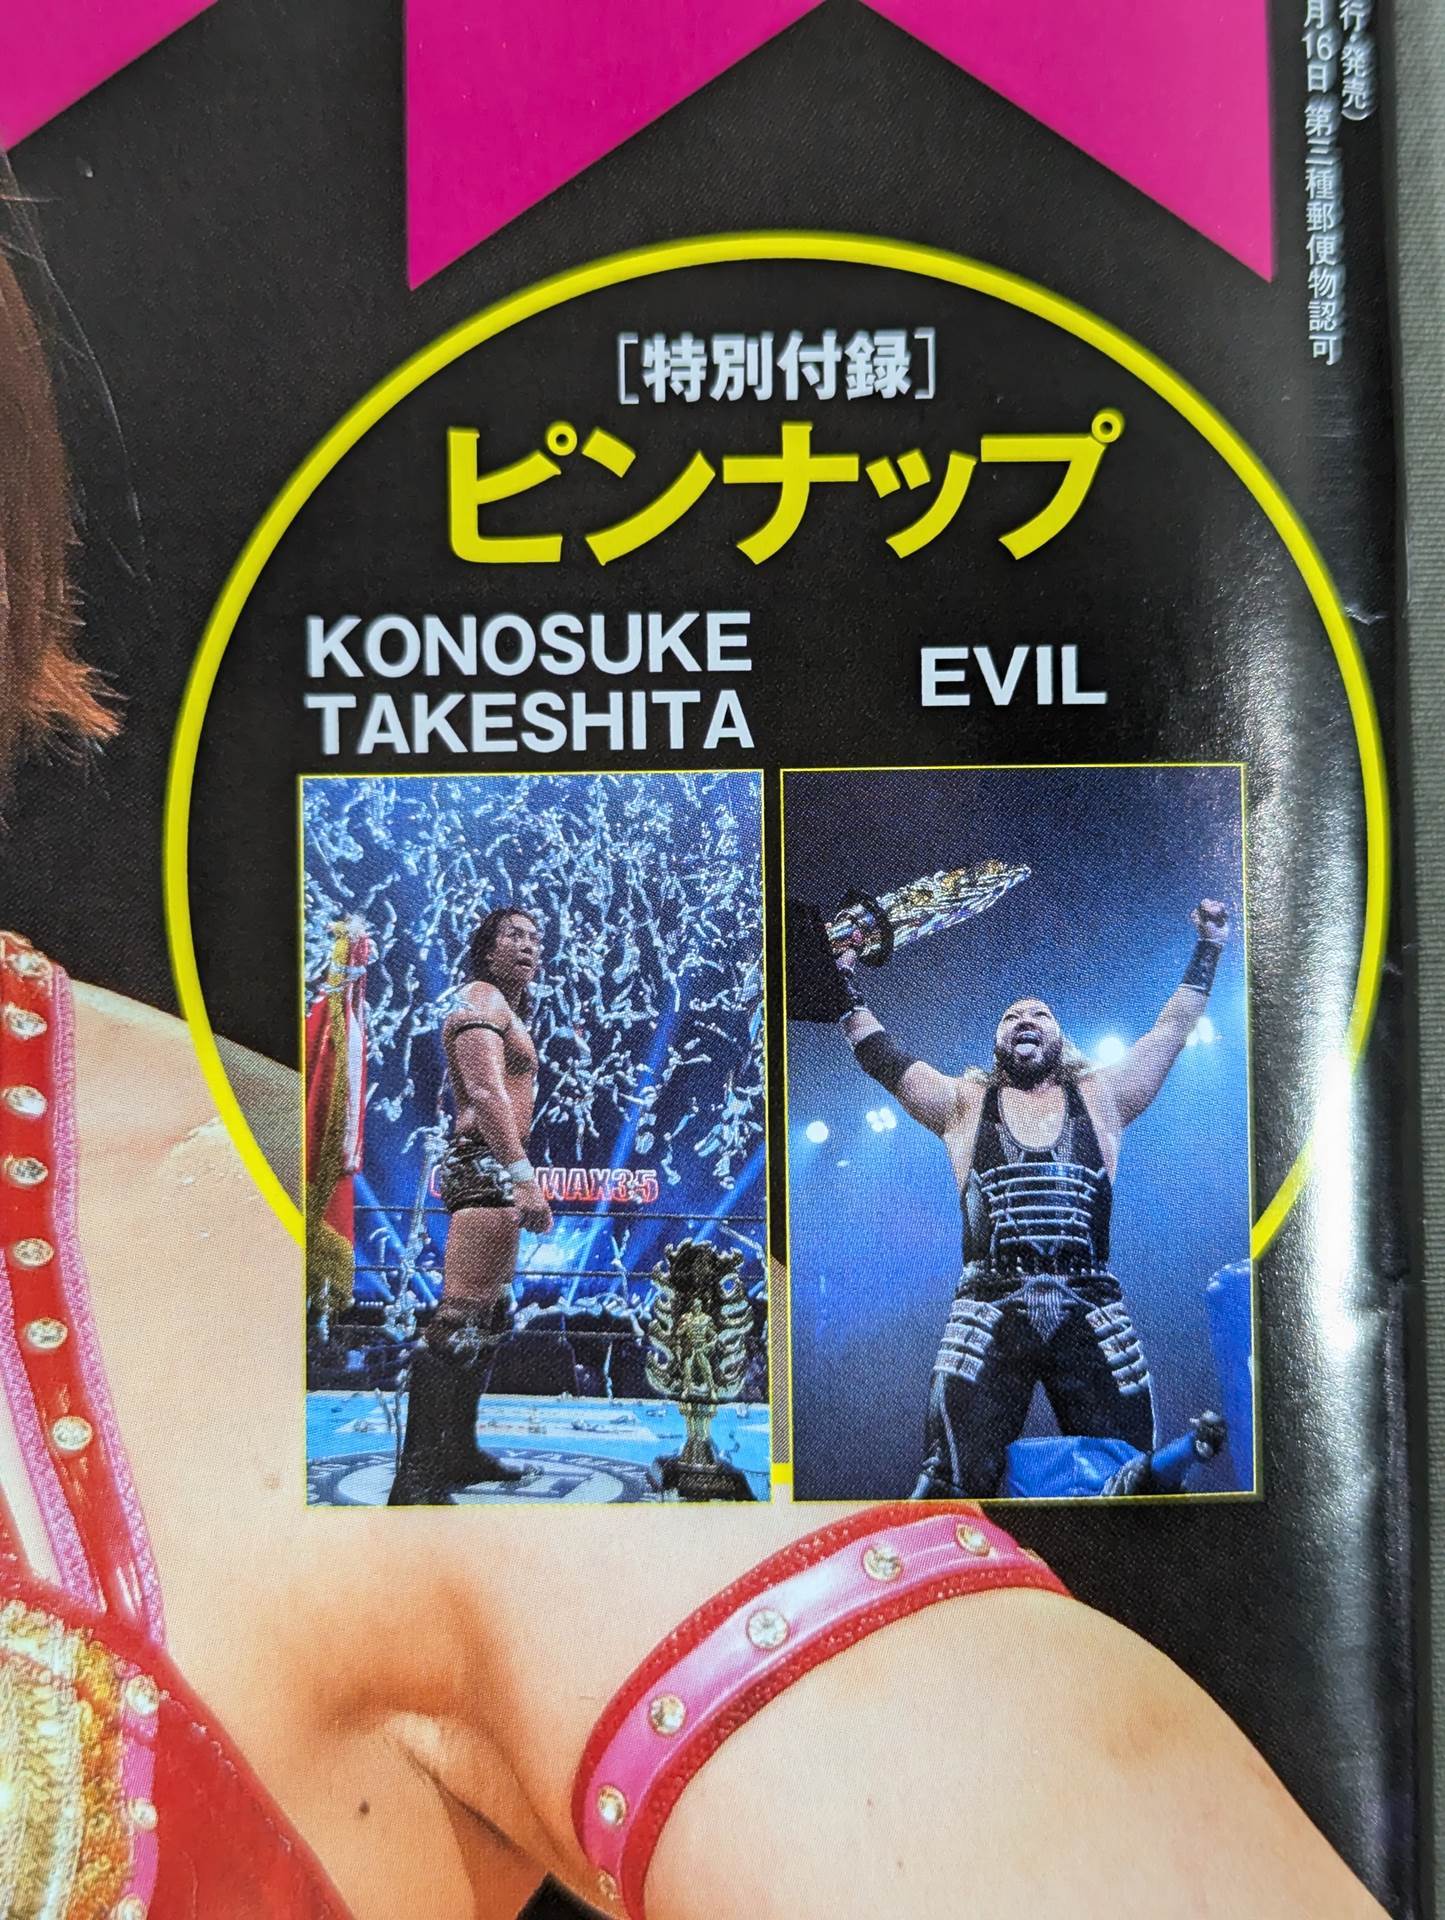 行・発売)
月16日 第三種郵便物認可
[特別付録]
ピンナップ
KONOSUKE
TAKESHITA
EVIL
MAX35